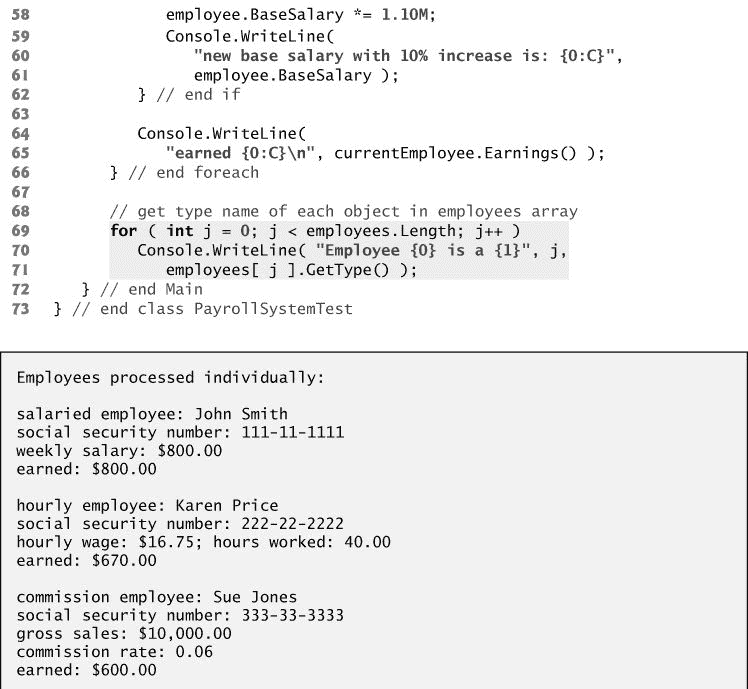 58 employee.BaseSalary *= 1.10M;
59 Console.WriteLine(
60 "new base salary with 10% increase is: {0:C}",
61 employee.BaseSalary );
62 } // end if
63
64 Console.WriteLine(
65 "earned {0:C}\n", currentEmployee.Earnings() );
66 } // end foreach
67
68 // get type name of each object in employees array
69 for ( int j = 0; j < employees.Length; j++ )
70 Console.WriteLine( "Employee {0} is a {1}", j,
71 employees[ j ].GetType() );
72 } // end Main
73 } // end class PayrollSystemTest
Employees processed individually:
salaried employee: John Smith
social security number: 111-11-1111
weekly salary: $800.00
earned: $800.00
hourly employee: Karen Price
social security number: 222-22-2222
hourly wage: $16.75; hours worked: 40.00
earned: $670.00
commission employee: Sue Jones
social security number: 333-33-3333
gross sales: $10,000.00
commission rate: 0.06
earned: $600.00